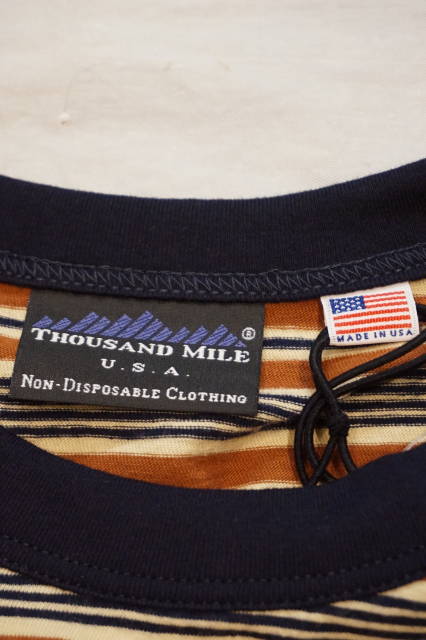 THOUSAND MILE ®
U.S.A.
NON-DISPOSABLE CLOTHING
MADE IN USA